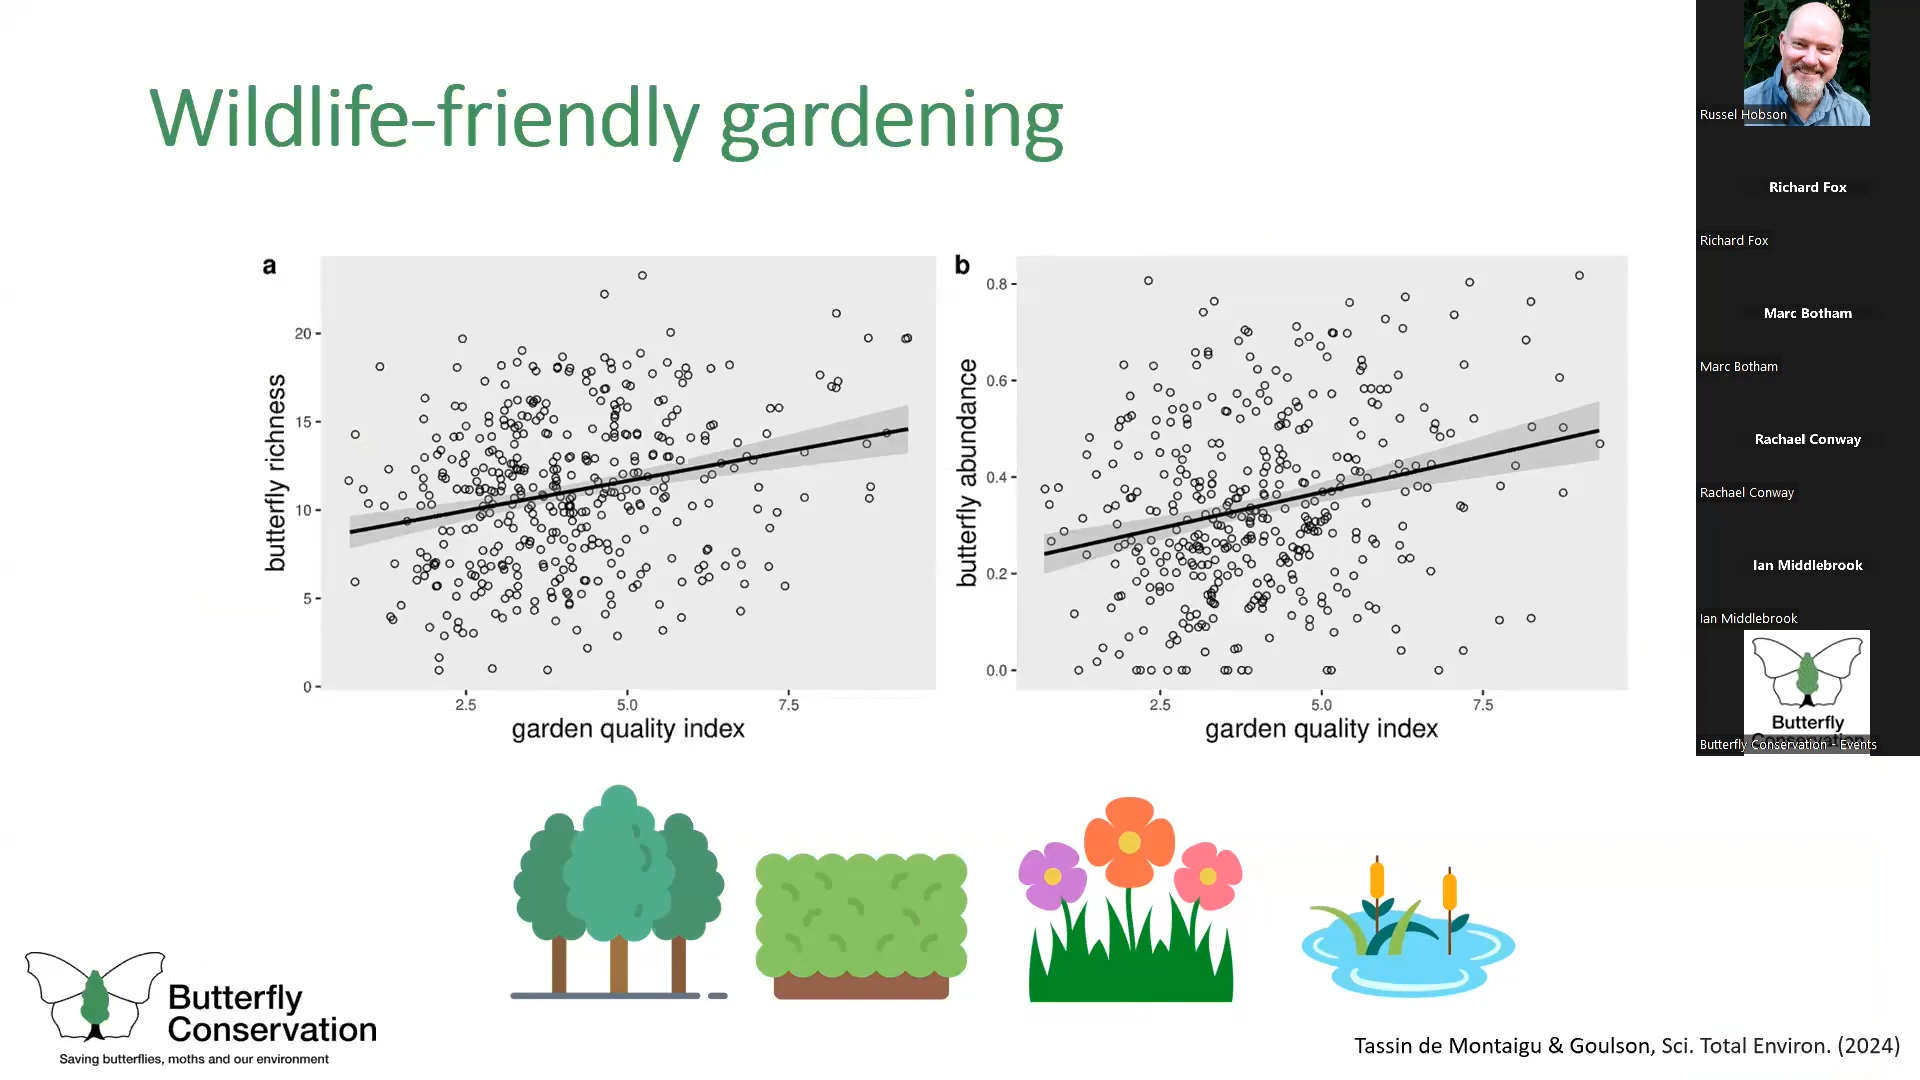 Wildlife-friendly gardening
a
butterfly richness
20
15
10
5
0
2.5 5.0 7.5
garden quality index
b
butterfly abundance
0.8
0.6
0.4
0.2
0.0
2.5 5.0 7.5
garden quality index
Russel Hobson
Richard Fox
Richard Fox
Marc Botham
Marc Botham
Rachael Conway
Rachael Conway
Ian Middlebrook
Ian Middlebrook
Butterfly
Conservation
Butterfly Conservation - Events
Butterfly
Conservation
Saving butterflies, moths and our environment
Tassin de Montaigu & Goulson, Sci. Total Environ. (2024)